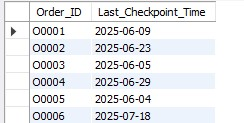 Order_ID Last_Checkpoint_Time
O0001 2025-06-09
O0002 2025-06-23
O0003 2025-06-05
O0004 2025-06-29
O0005 2025-06-04
O0006 2025-07-18